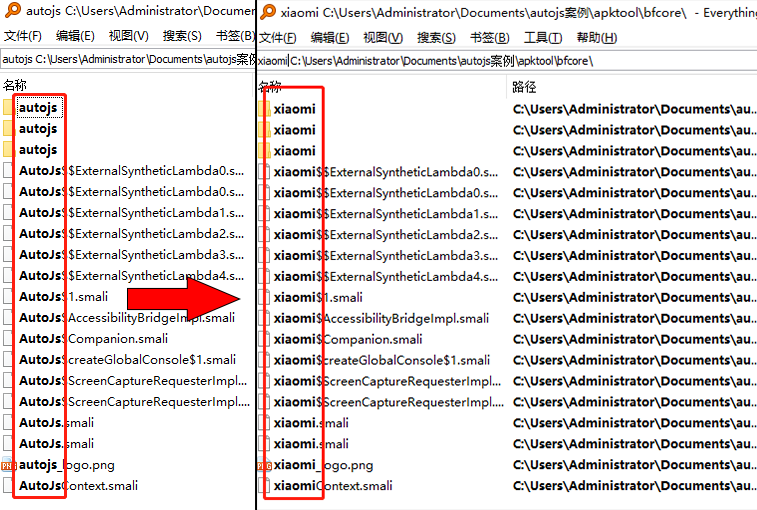 autojs C:\Users\Administrator\Documents\autojs案
文件(F) 编辑(E) 视图(V) 搜索(S) 书签(B)
autojs C:\Users\Administrator\Documents\autojs案
名称
autojs
autojs
autojs
AutoJs$$ExternalSyntheticLambda0.s...
AutoJs$$ExternalSyntheticLambda0.s...
AutoJs$$ExternalSyntheticLambda1.s...
AutoJs$$ExternalSyntheticLambda2.s...
AutoJs$$ExternalSyntheticLambda3.s...
AutoJs$$ExternalSyntheticLambda4.s...
AutoJs$1.smali
AutoJs$AccessibilityBridgeImpl.smali
AutoJs$Companion.smali
AutoJs$createGlobalConsole$1.smali
AutoJs$ScreenCaptureRequesterImpl...
AutoJs$ScreenCaptureRequesterImpl....
AutoJs.smali
AutoJs.smali
autojs_logo.png
AutoJsContext.smali
xiaomi C:\Users\Administrator\Documents\autojs案例\apktool\bfcore\ - Everything
文件(F) 编辑(E) 视图(V) 搜索(S) 书签(B) 工具(T) 帮助(H)
xiaomi C:\Users\Administrator\Documents\autojs案例\apktool\bfcore\
名称 路径
xiaomi C:\Users\Administrator\Documents\au...
xiaomi C:\Users\Administrator\Documents\au...
xiaomi C:\Users\Administrator\Documents\au...
xiaomi$$ExternalSyntheticLambda0.s... C:\Users\Administrator\Documents\au...
xiaomi$$ExternalSyntheticLambda0.s... C:\Users\Administrator\Documents\au...
xiaomi$$ExternalSyntheticLambda1.s... C:\Users\Administrator\Documents\au...
xiaomi$$ExternalSyntheticLambda2.s... C:\Users\Administrator\Documents\au...
xiaomi$$ExternalSyntheticLambda3.s... C:\Users\Administrator\Documents\au...
xiaomi$$ExternalSyntheticLambda4.s... C:\Users\Administrator\Documents\au...
xiaomi$1.smali C:\Users\Administrator\Documents\au...
xiaomi$AccessibilityBridgeImpl.smali C:\Users\Administrator\Documents\au...
xiaomi$Companion.smali C:\Users\Administrator\Documents\au...
xiaomi$createGlobalConsole$1.smali C:\Users\Administrator\Documents\au...
xiaomi$ScreenCaptureRequesterImpl... C:\Users\Administrator\Documents\au...
xiaomi$ScreenCaptureRequesterImpl.... C:\Users\Administrator\Documents\au...
xiaomi.smali C:\Users\Administrator\Documents\au...
xiaomi.smali C:\Users\Administrator\Documents\au...
xiaomi_logo.png C:\Users\Administrator\Documents\au...
xiaomiContext.smali C:\Users\Administrator\Documents\au...